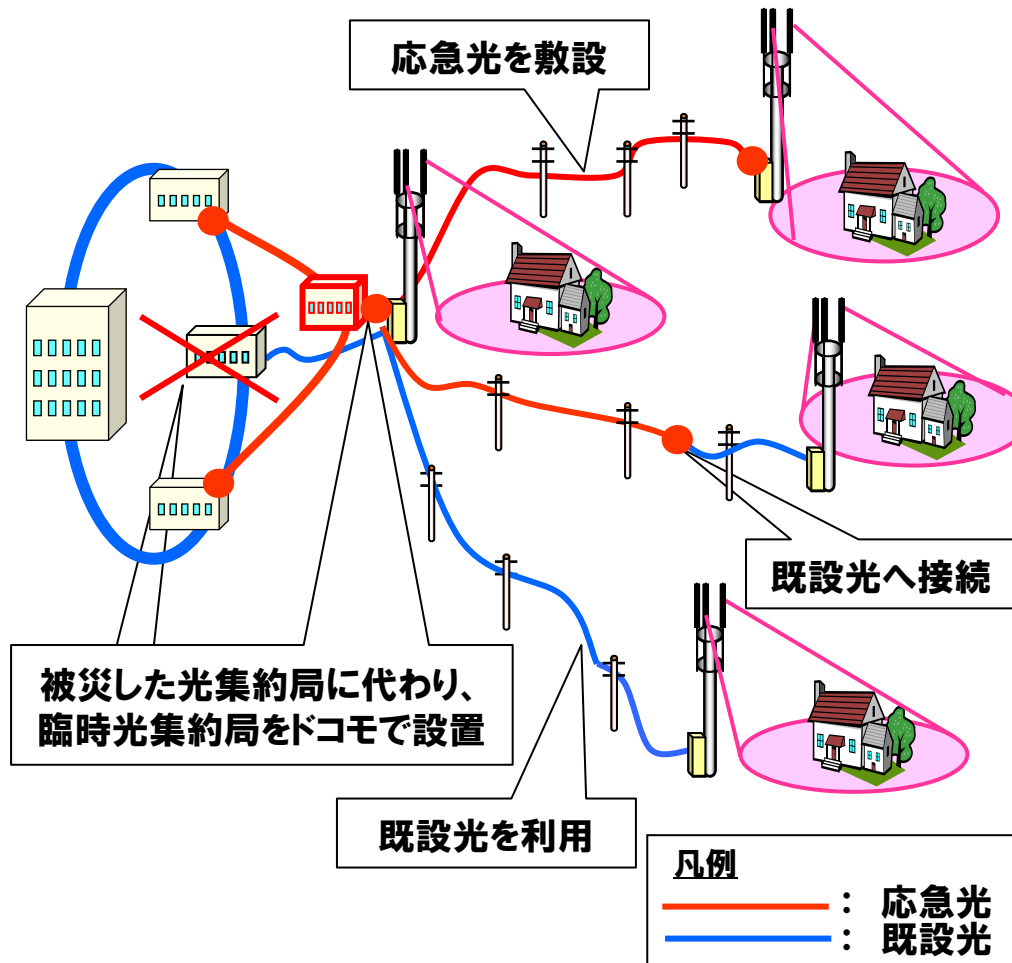 応急光を敷設
既設光へ接続
被災した光集約局に代わり、
臨時光集約局をドコモで設置
既設光を利用
凡例
： 応急光
： 既設光